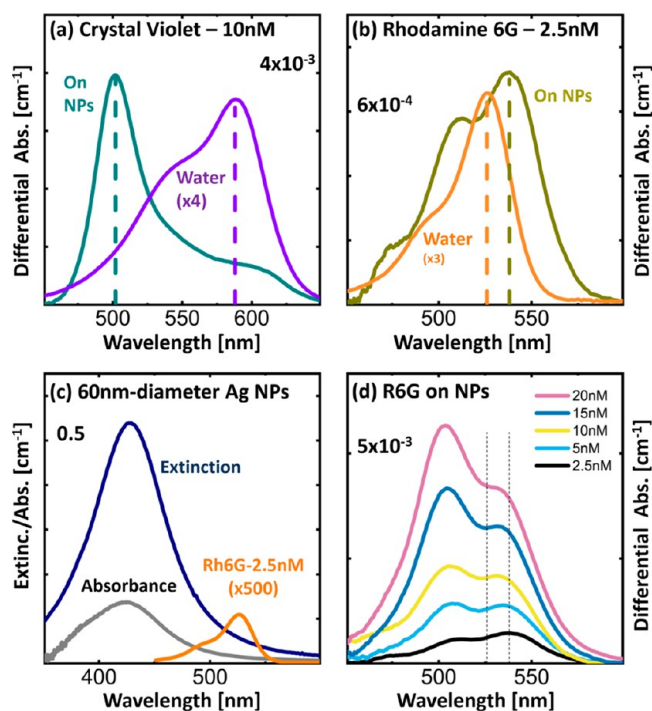 (a) Crystal Violet – 10nM
On
NPs
4x10-3
Water
(x4)
Differential Abs. [cm-1]
500
550
600
Wavelength [nm]
(b) Rhodamine 6G – 2.5nM
6x10-4
On NPs
Water
(x3)
Differential Abs. [cm-1]
500
550
Wavelength [nm]
(c) 60nm-diameter Ag NPs
0.5
Extinction
Absorbance
Rh6G-2.5nM
(x500)
Extinc./Abs. [cm-1]
400
500
Wavelength [nm]
(d) R6G on NPs
5x10-3
20nM
15nM
10nM
5nM
2.5nM
Differential Abs. [cm-1]
500
550
Wavelength [nm]